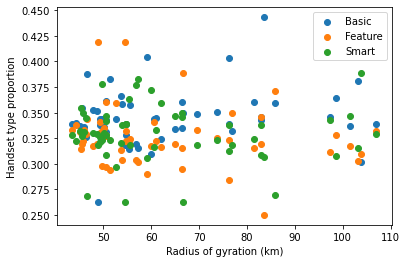 0.450
0.425
0.400
0.375
0.350
0.325
0.300
0.275
0.250
Handset type proportion
Basic
Feature
Smart
50 60 70 80 90 100 110
Radius of gyration (km)